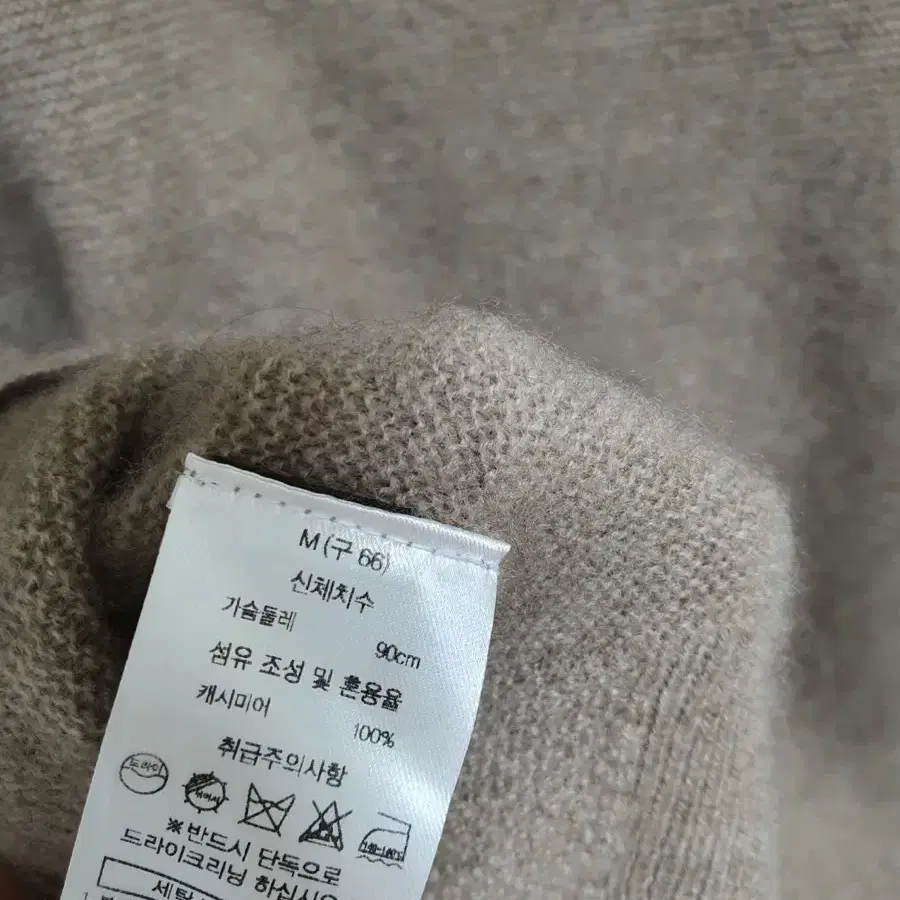 M (구 66)
신체치수
가슴둘레 90cm
섬유 조성 및 혼용율
캐시미어 100%
취급주의사항
드라이
※반드시 단독으로
드라이크리닝 하십시오
세탁